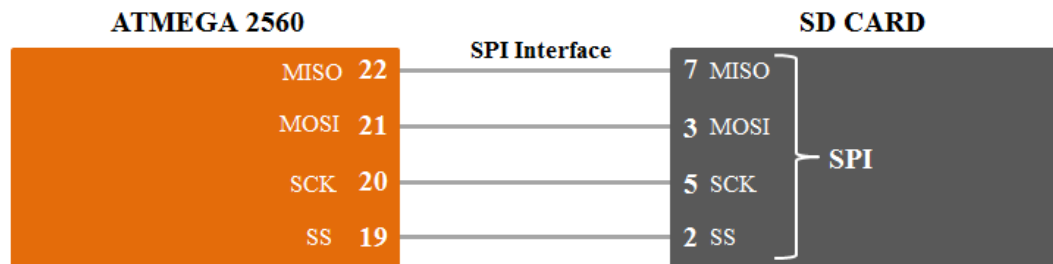 ATMEGA 2560 SD CARD
SPI Interface
MISO 22 7 MISO
MOSI 21 3 MOSI
SPI
SCK 20 5 SCK
SS 19 2 SS